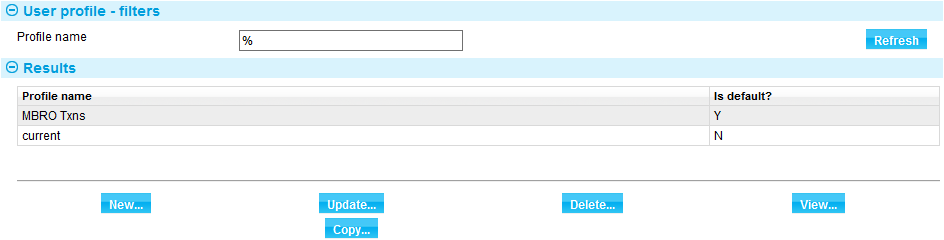 User profile - filters
Profile name % Refresh
Results
Profile name Is default?
MBRO Txns Y
current N
New... Update... Delete... View...
Copy...